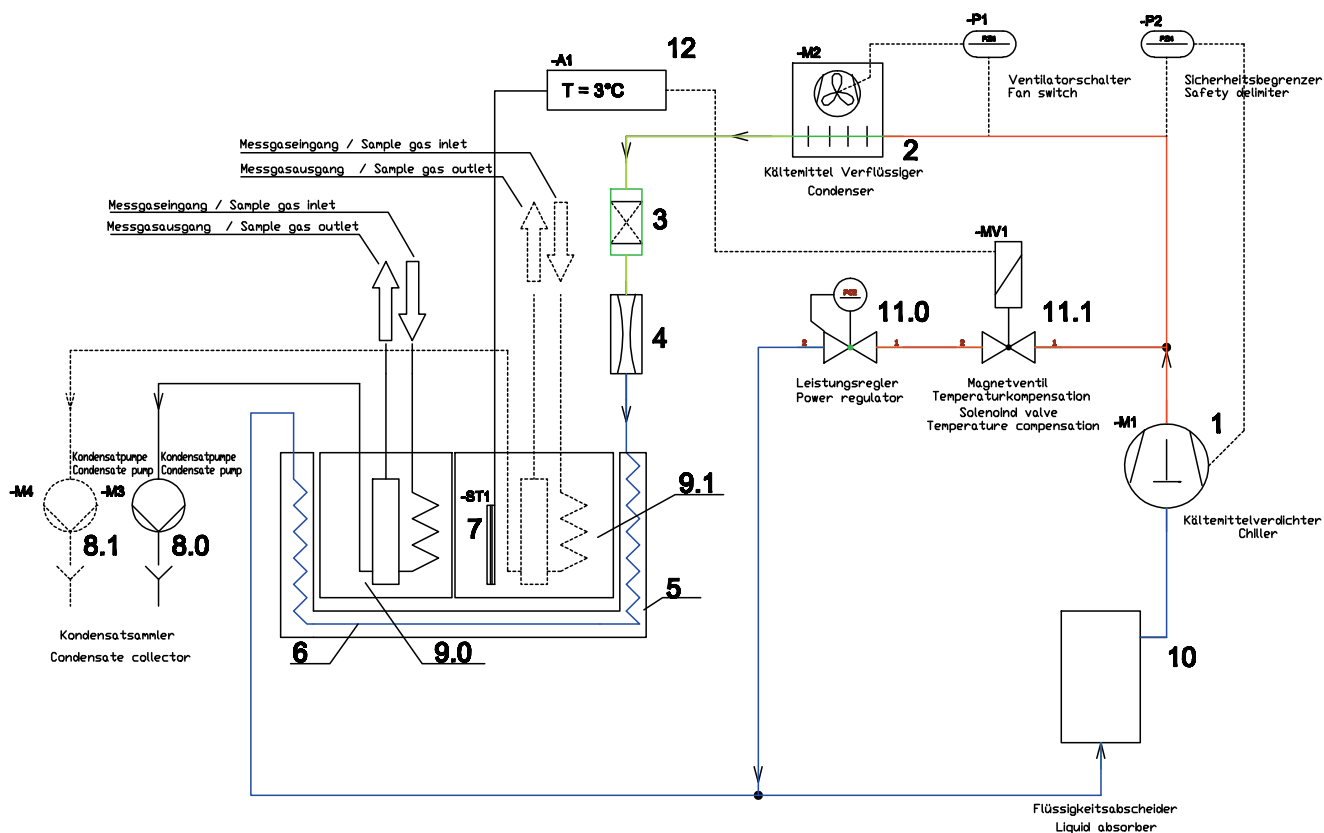 -P1
-P2
12
-M2
-A1
T = 3°C
Ventilatorschalter
Fan switch
Sicherheitsbegrenzer
Safety delimiter
Messgaseingang / Sample gas inlet
Messgasausgang / Sample gas outlet
2
Kältemittel Verflüssiger
Condenser
Messgaseingang / Sample gas inlet
Messgasausgang / Sample gas outlet
3
-MV1
4
11.0
11.1
2
1
2
1
Leistungsregler
Power regulator
Magnetventil
Temperaturkompensation
Solenoind valve
Temperature compensation
-M1
1
Kondensatpumpe
Condensate pump
Kondensatpumpe
Condensate pump
-M4
-M3
8.1
8.0
-ST1
7
9.1
Kältemittelverdichter
Chiller
5
Kondensatsammler
Condensate collector
6
9.0
10
Flüssigkeitsabscheider
Liquid absorber